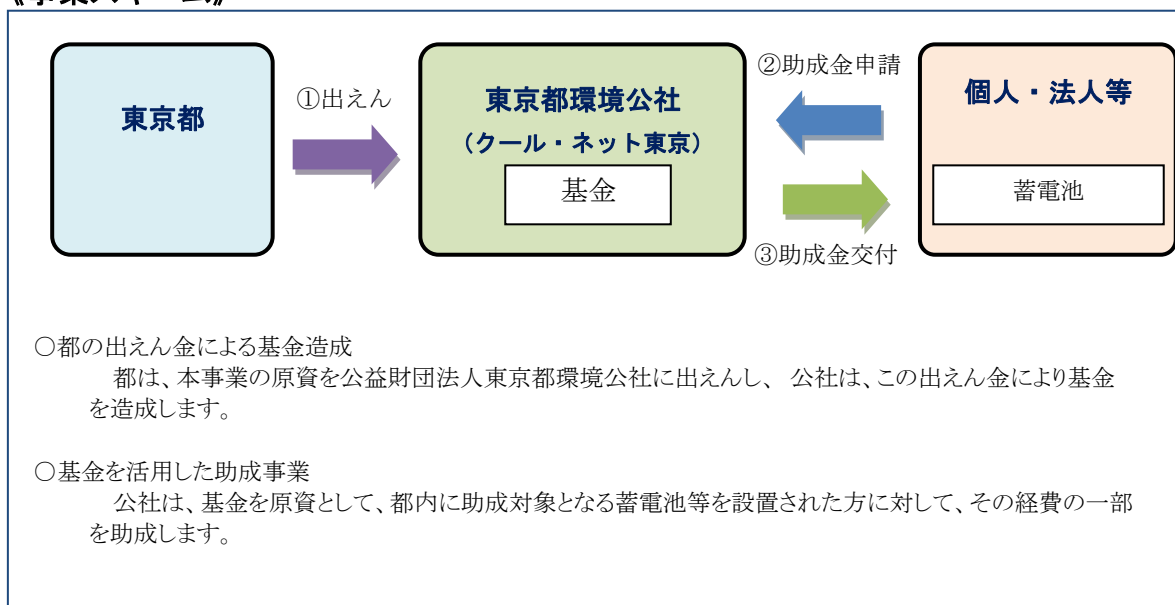 《事業スキーム》
東京都
①出えん
東京都環境公社
(クール・ネット東京)
基金
②助成金申請
③助成金交付
個人・法人等
蓄電池
○都の出えん金による基金造成
都は、本事業の原資を公益財団法人東京都環境公社に出えんし、 公社は、この出えん金により基金
を造成します。
○基金を活用した助成事業
公社は、基金を原資として、都内に助成対象となる蓄電池等を設置された方に対して、その経費の一部
を助成します。